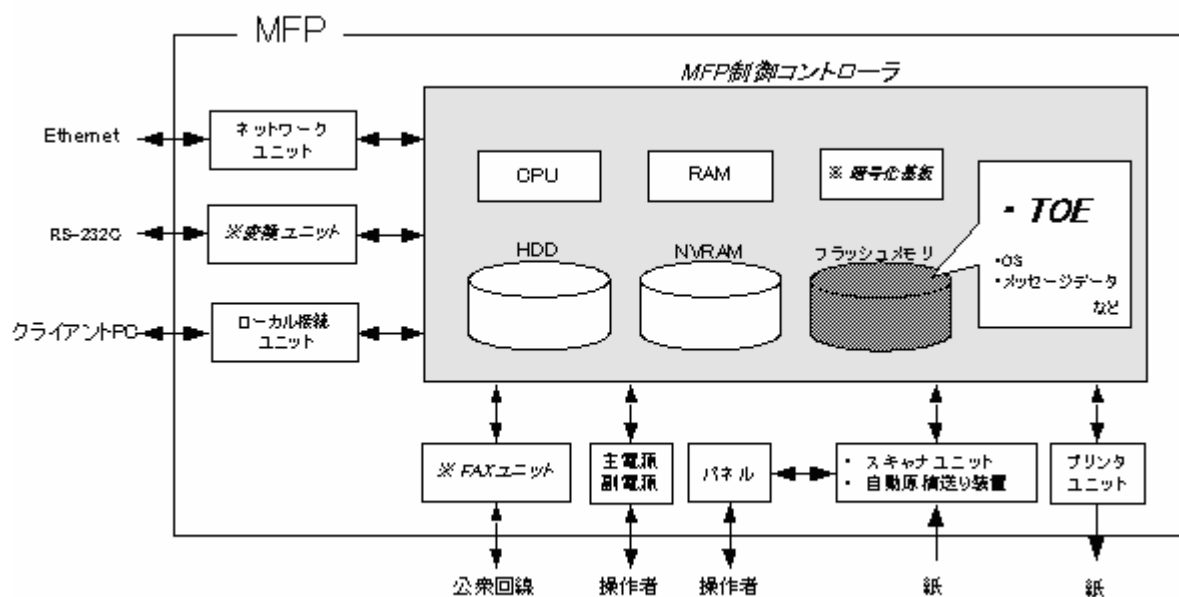 MFP
MFP制御コントローラ
Ethernet
ネットワーク
ユニット
CPU
RAM
※ 暗号化基板
・ TOE
・OS
・メッセージデータ
など
RS-232C
※変換ユニット
HDD
NVRAM
フラッシュメモリ
クライアントPC
ローカル接続
ユニット
※ FAXユニット
主電源
副電源
パネル
・ スキャナユニット
・ 自動原稿送り装置
プリンタ
ユニット
公衆回線
操作者
操作者
紙
紙